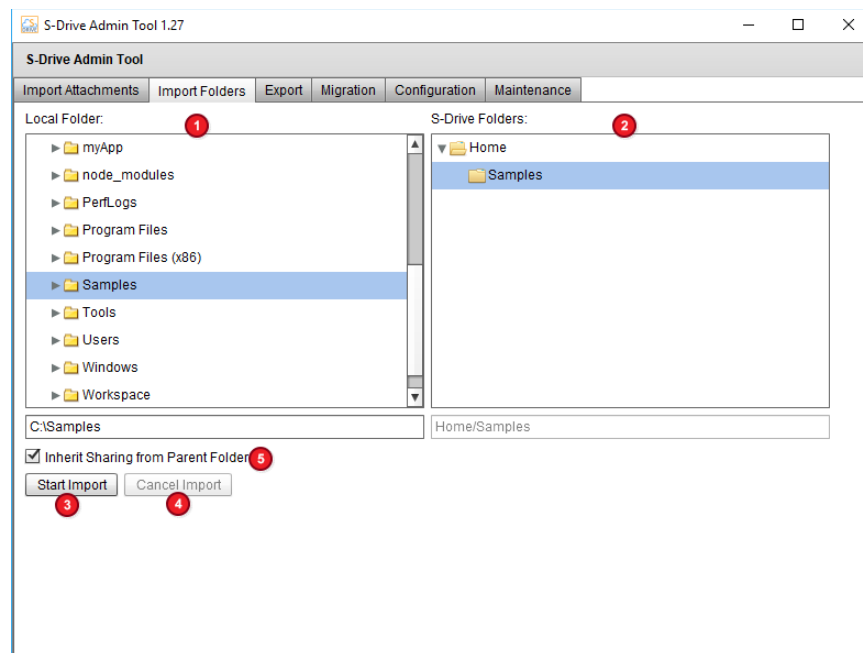 S-Drive Admin Tool 1.27
S-Drive Admin Tool
Import Attachments Import Folders Export Migration Configuration Maintenance
Local Folder: 1 S-Drive Folders: 2
myApp
node_modules
PerfLogs
Program Files
Program Files (x86)
Samples
Tools
Users
Windows
Workspace
Home
Samples
C:\Samples Home/Samples
Inherit Sharing from Parent Folder 5
Start Import Cancel Import
3 4